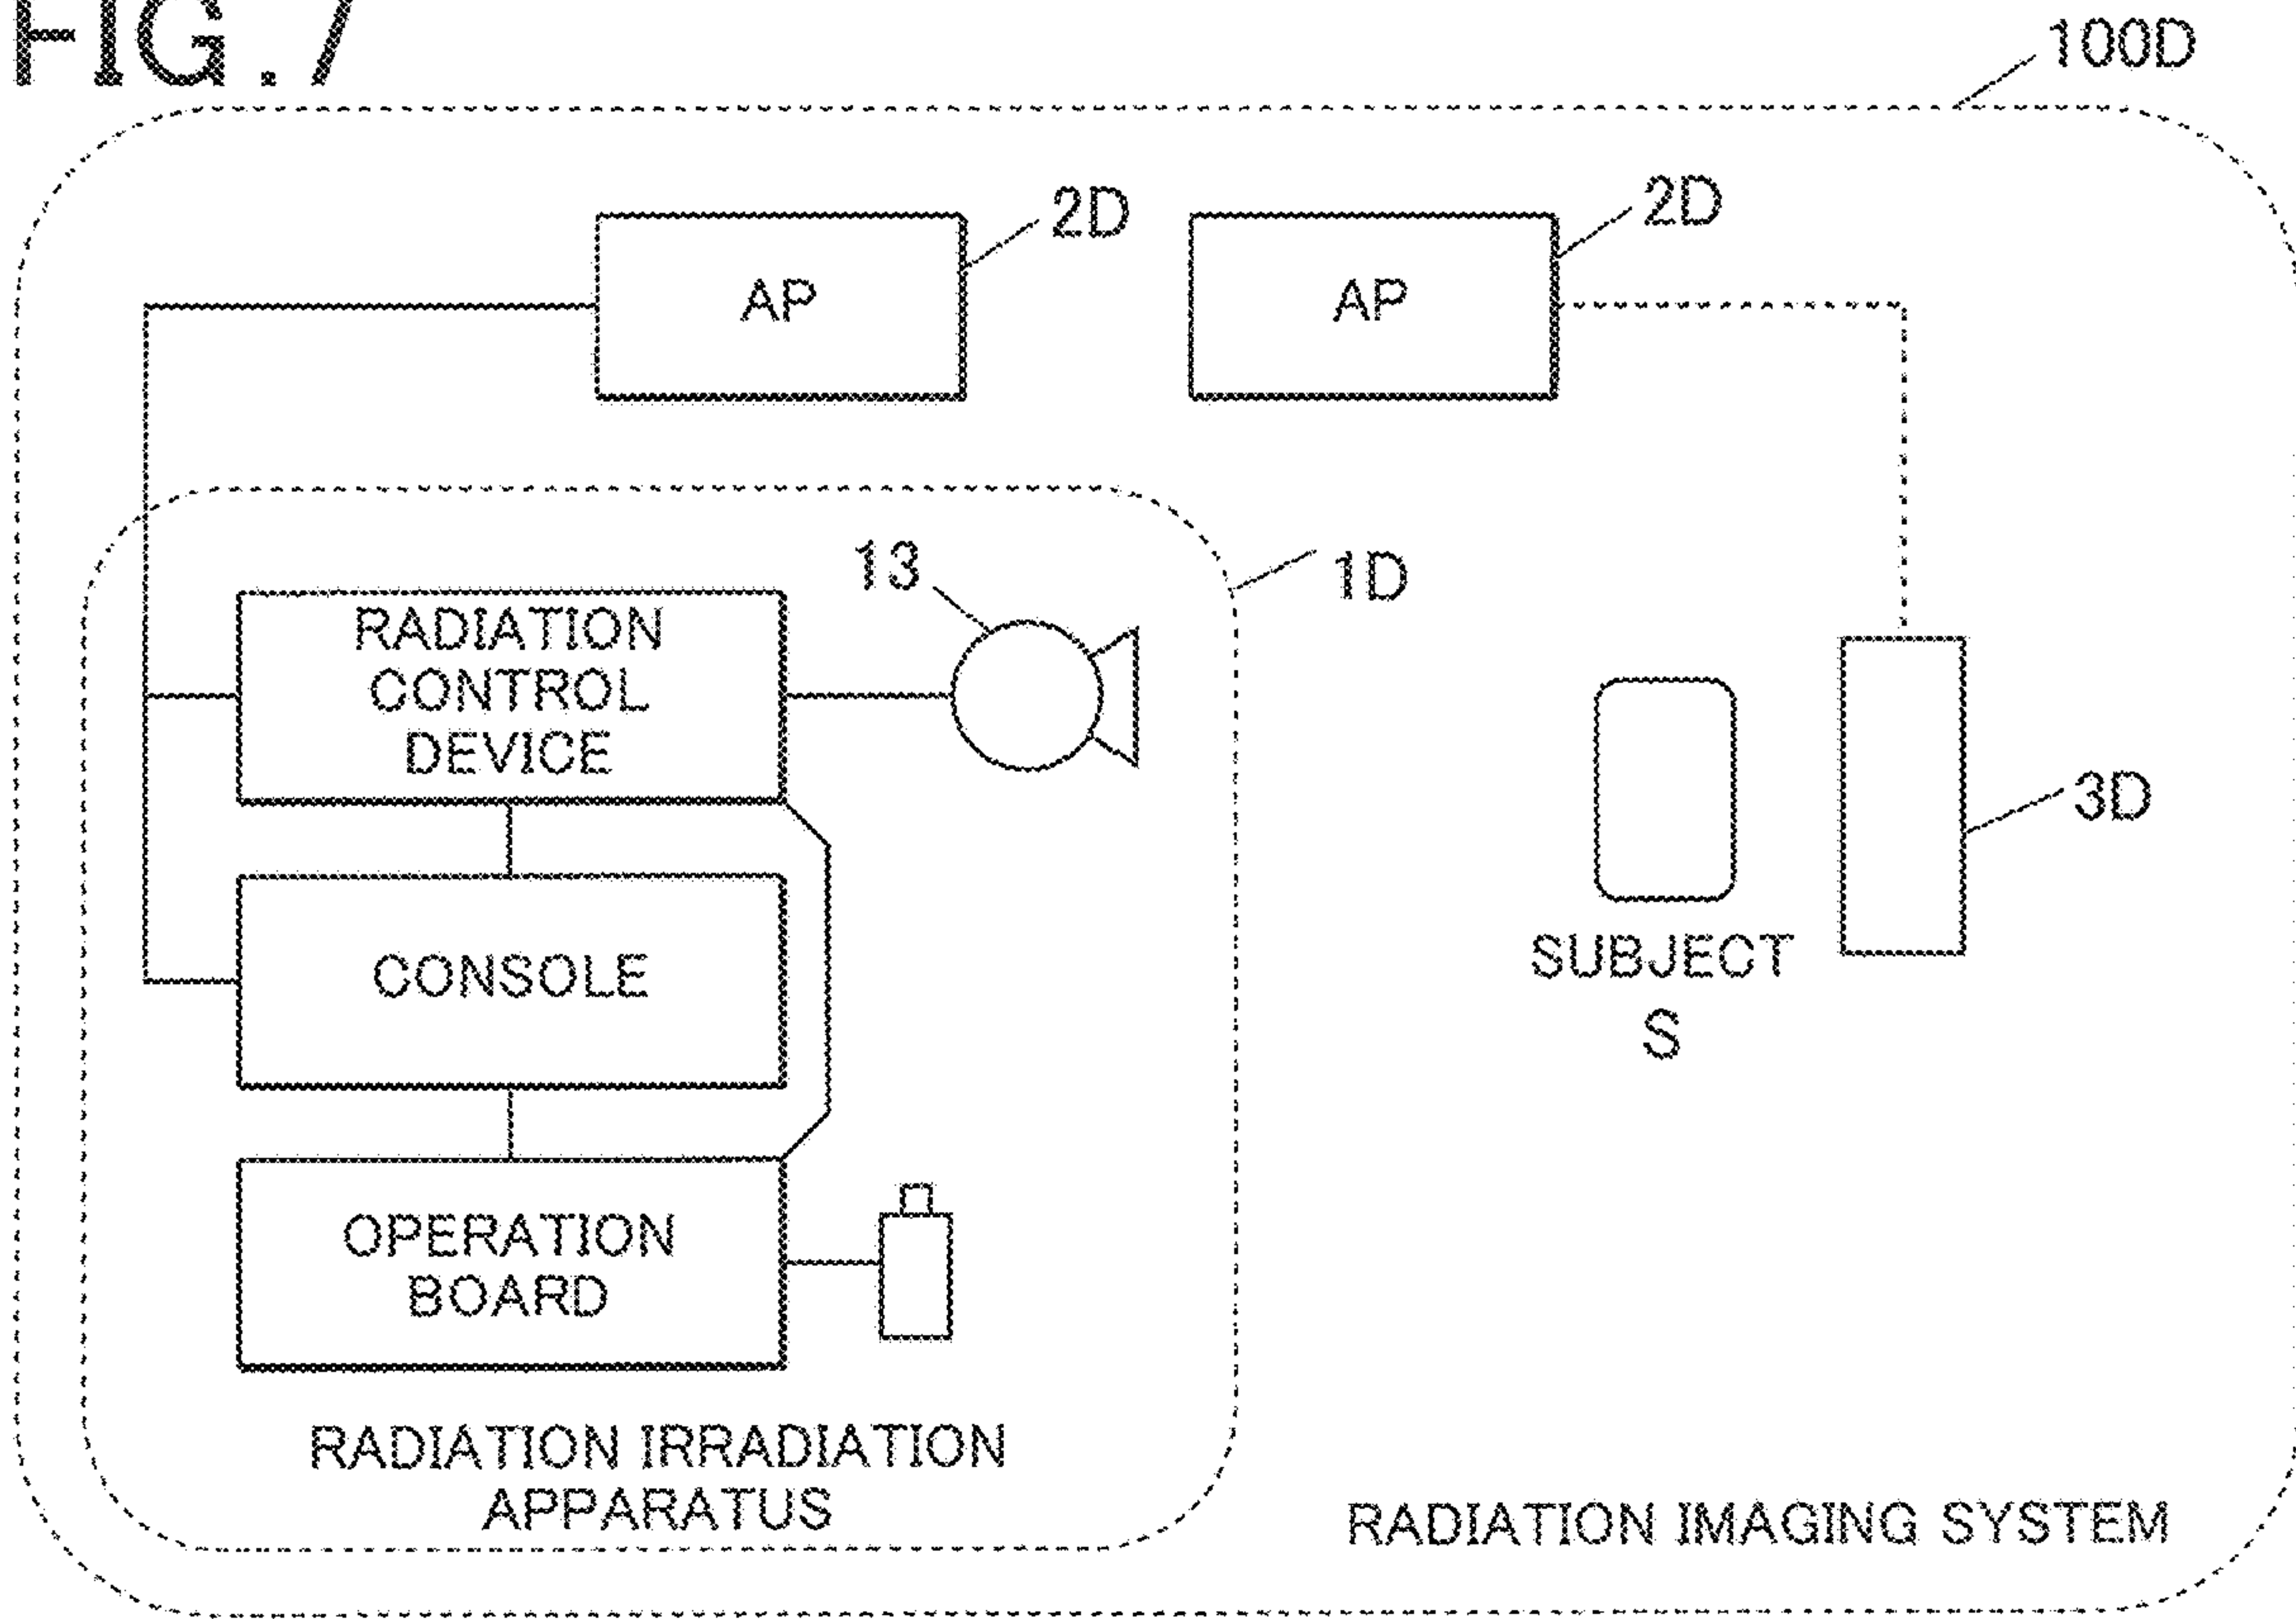 FIG.7
100D
2D
2D
AP
AP
13
1D
RADIATION
CONTROL
DEVICE
3D
CONSOLE
SUBJECT
S
OPERATION
BOARD
RADIATION IRRADIATION
APPARATUS
RADIATION IMAGING SYSTEM